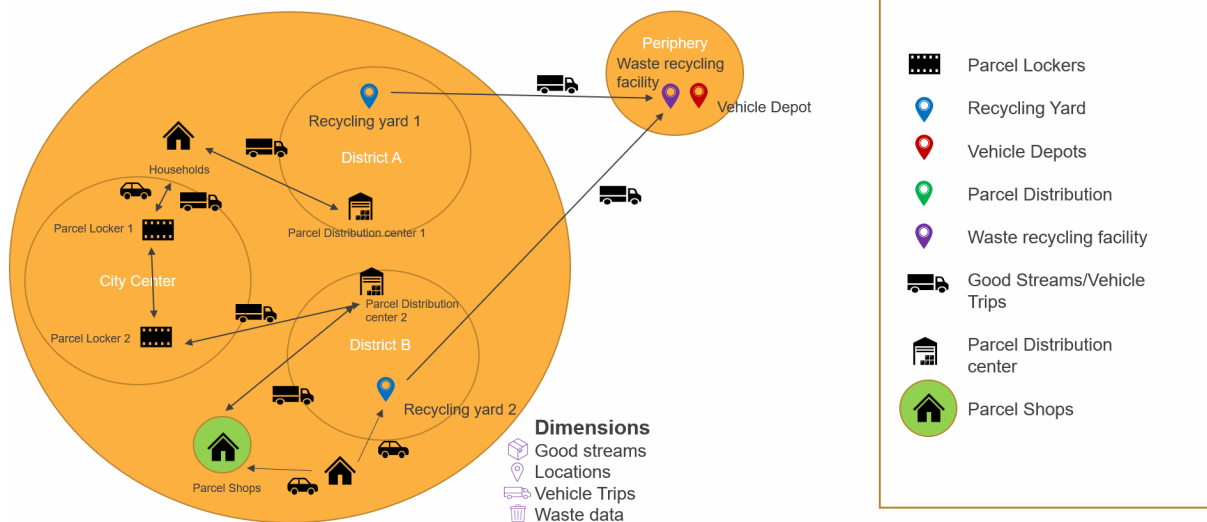 Periphery
Waste recycling
facility
Vehicle Depot
Recycling yard 1
District A
Households
Parcel Locker 1
Parcel Distribution center 1
City Center
Parcel Distribution
center 2
Parcel Locker 2
District B
Recycling yard 2
Parcel Shops
Dimensions
Good streams
Locations
Vehicle Trips
Waste data
Parcel Lockers
Recycling Yard
Vehicle Depots
Parcel Distribution
Waste recycling facility
Good Streams/Vehicle
Trips
Parcel Distribution
center
Parcel Shops